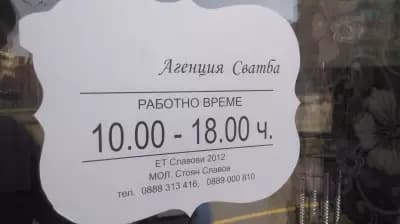 Агенция Сватба
РАБОТНО ВРЕМЕ
10.00 - 18.00 ч.
ЕТ Славови 2012
МОЛ. Стоян Славов
тел. 0888 313 416, 0889 000 610